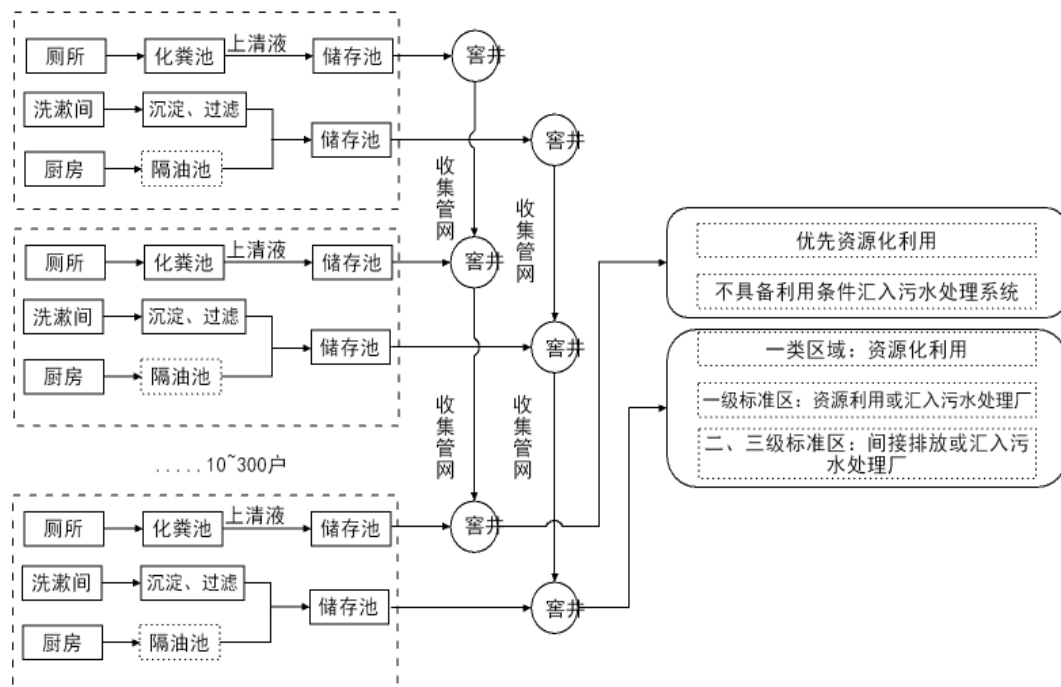 厕所
化粪池
上清液
储存池
窖井
洗漱间
沉淀、过滤
储存池
窖井
厨房
隔油池
收集管网
收集管网
厕所
化粪池
上清液
储存池
窖井
洗漱间
沉淀、过滤
储存池
窖井
厨房
隔油池
收集管网
收集管网
.....10~300户
厕所
化粪池
上清液
储存池
窖井
洗漱间
沉淀、过滤
储存池
窖井
厨房
隔油池
优先资源化利用
不具备利用条件汇入污水处理系统
一类区域：资源化利用
一级标准区：资源利用或汇入污水处理厂
二、三级标准区：间接排放或汇入污
水处理厂